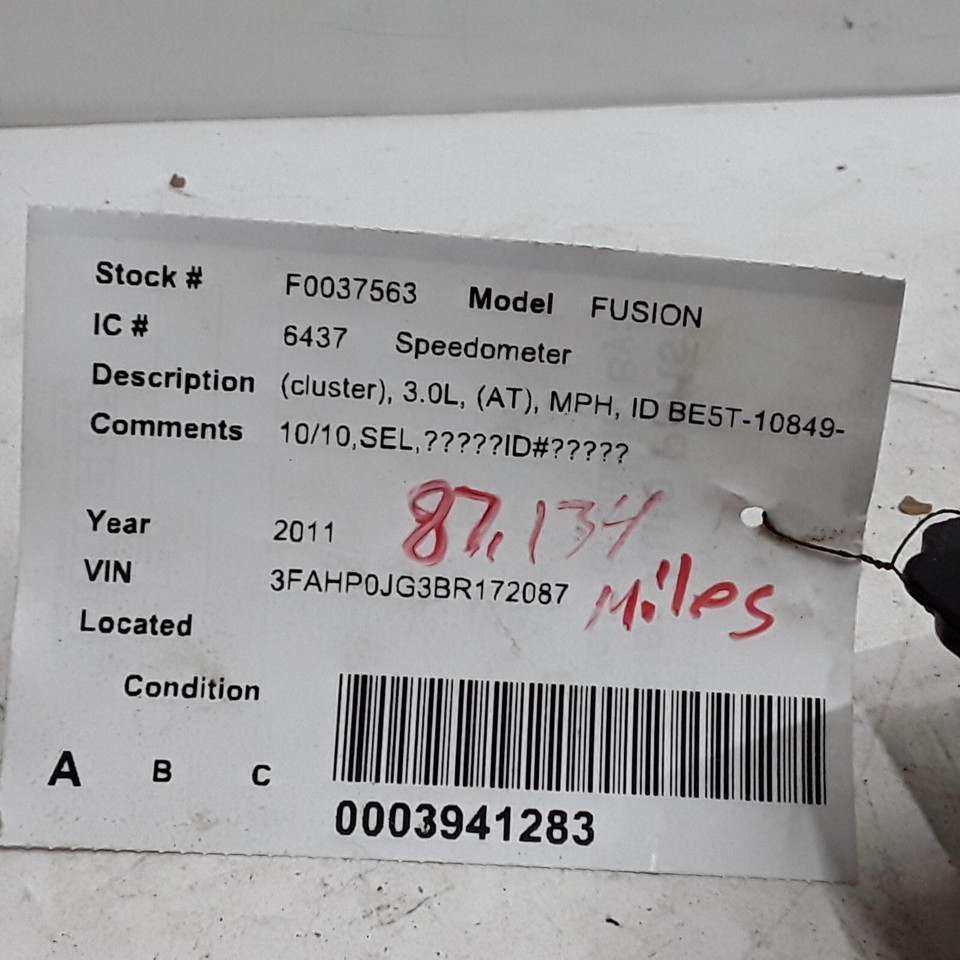 Stock # F0037563 Model FUSION
IC # 6437 Speedometer
Description (cluster), 3.0L, (AT), MPH, ID BE5T-10849-
Comments 10/10,SEL,?????ID#?????
87,134
Year 2011
Miles
VIN 3FAHP0JG3BR172087
Located
Condition
A B C
0003941283